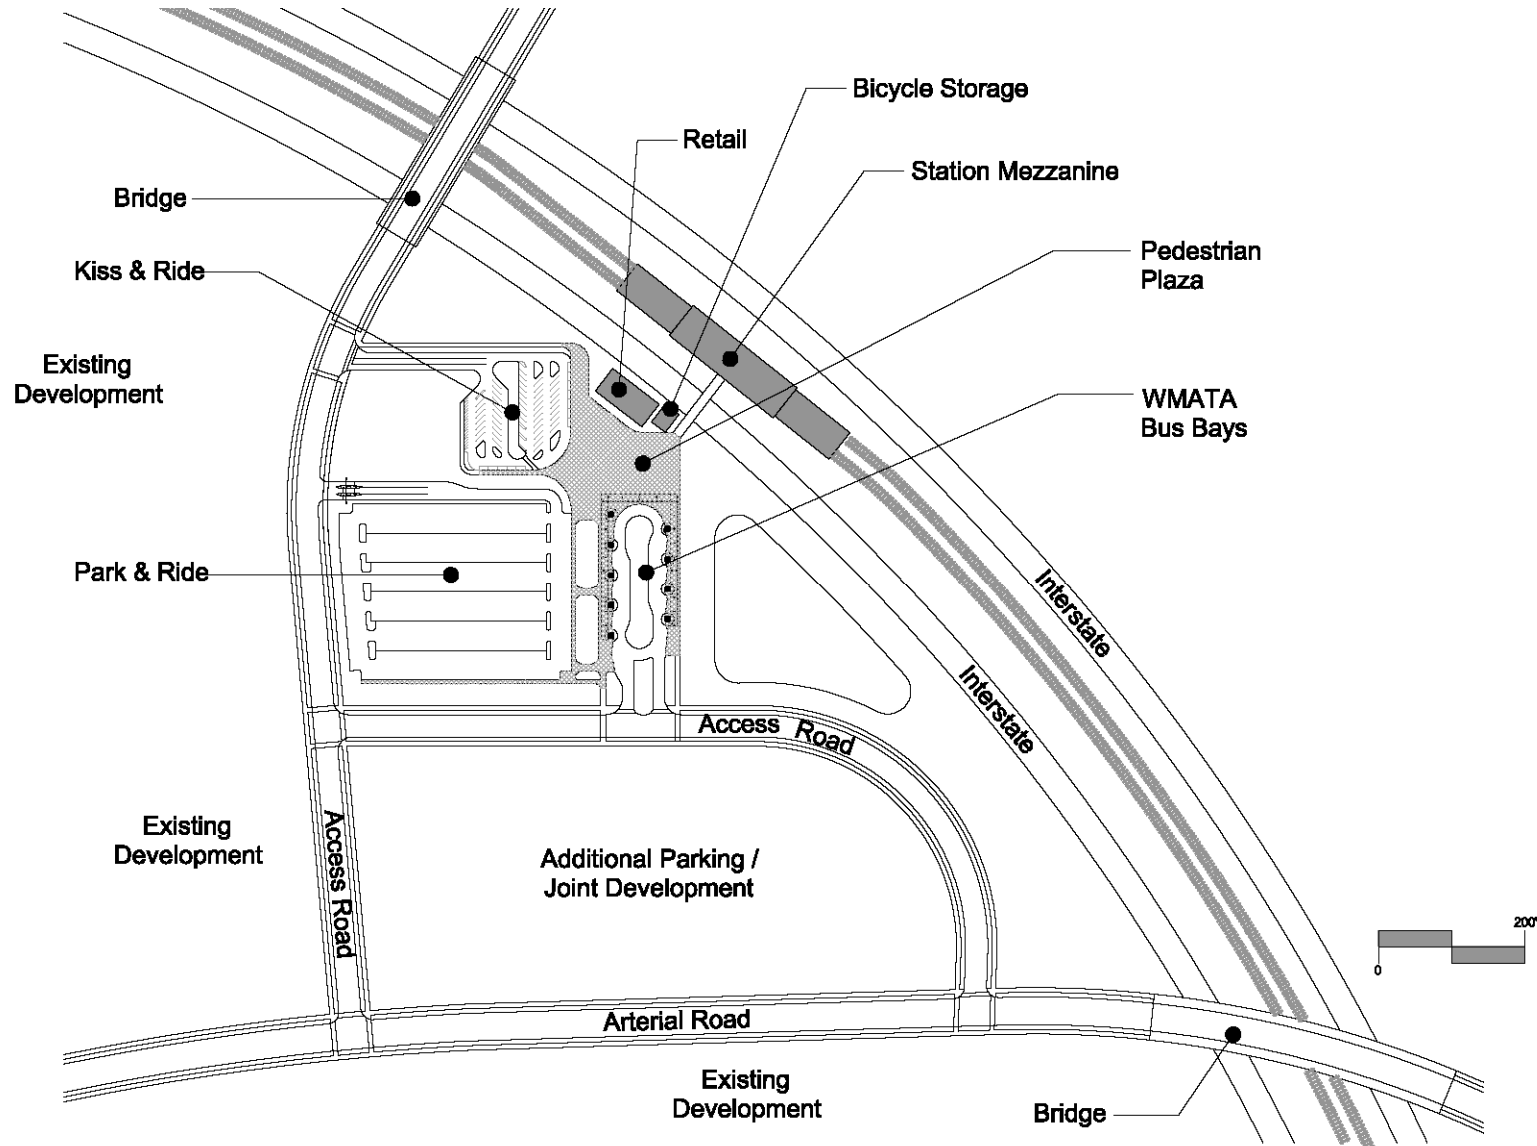 Bicycle Storage
Retail
Station Mezzanine
Bridge
Pedestrian
Plaza
Kiss & Ride
Existing
Development
WMATA
Bus Bays
Park & Ride
Interstate
Interstate
Access Road
Existing
Development
Access Road
Additional Parking /
Joint Development
200'
0
Arterial Road
Existing
Development
Bridge